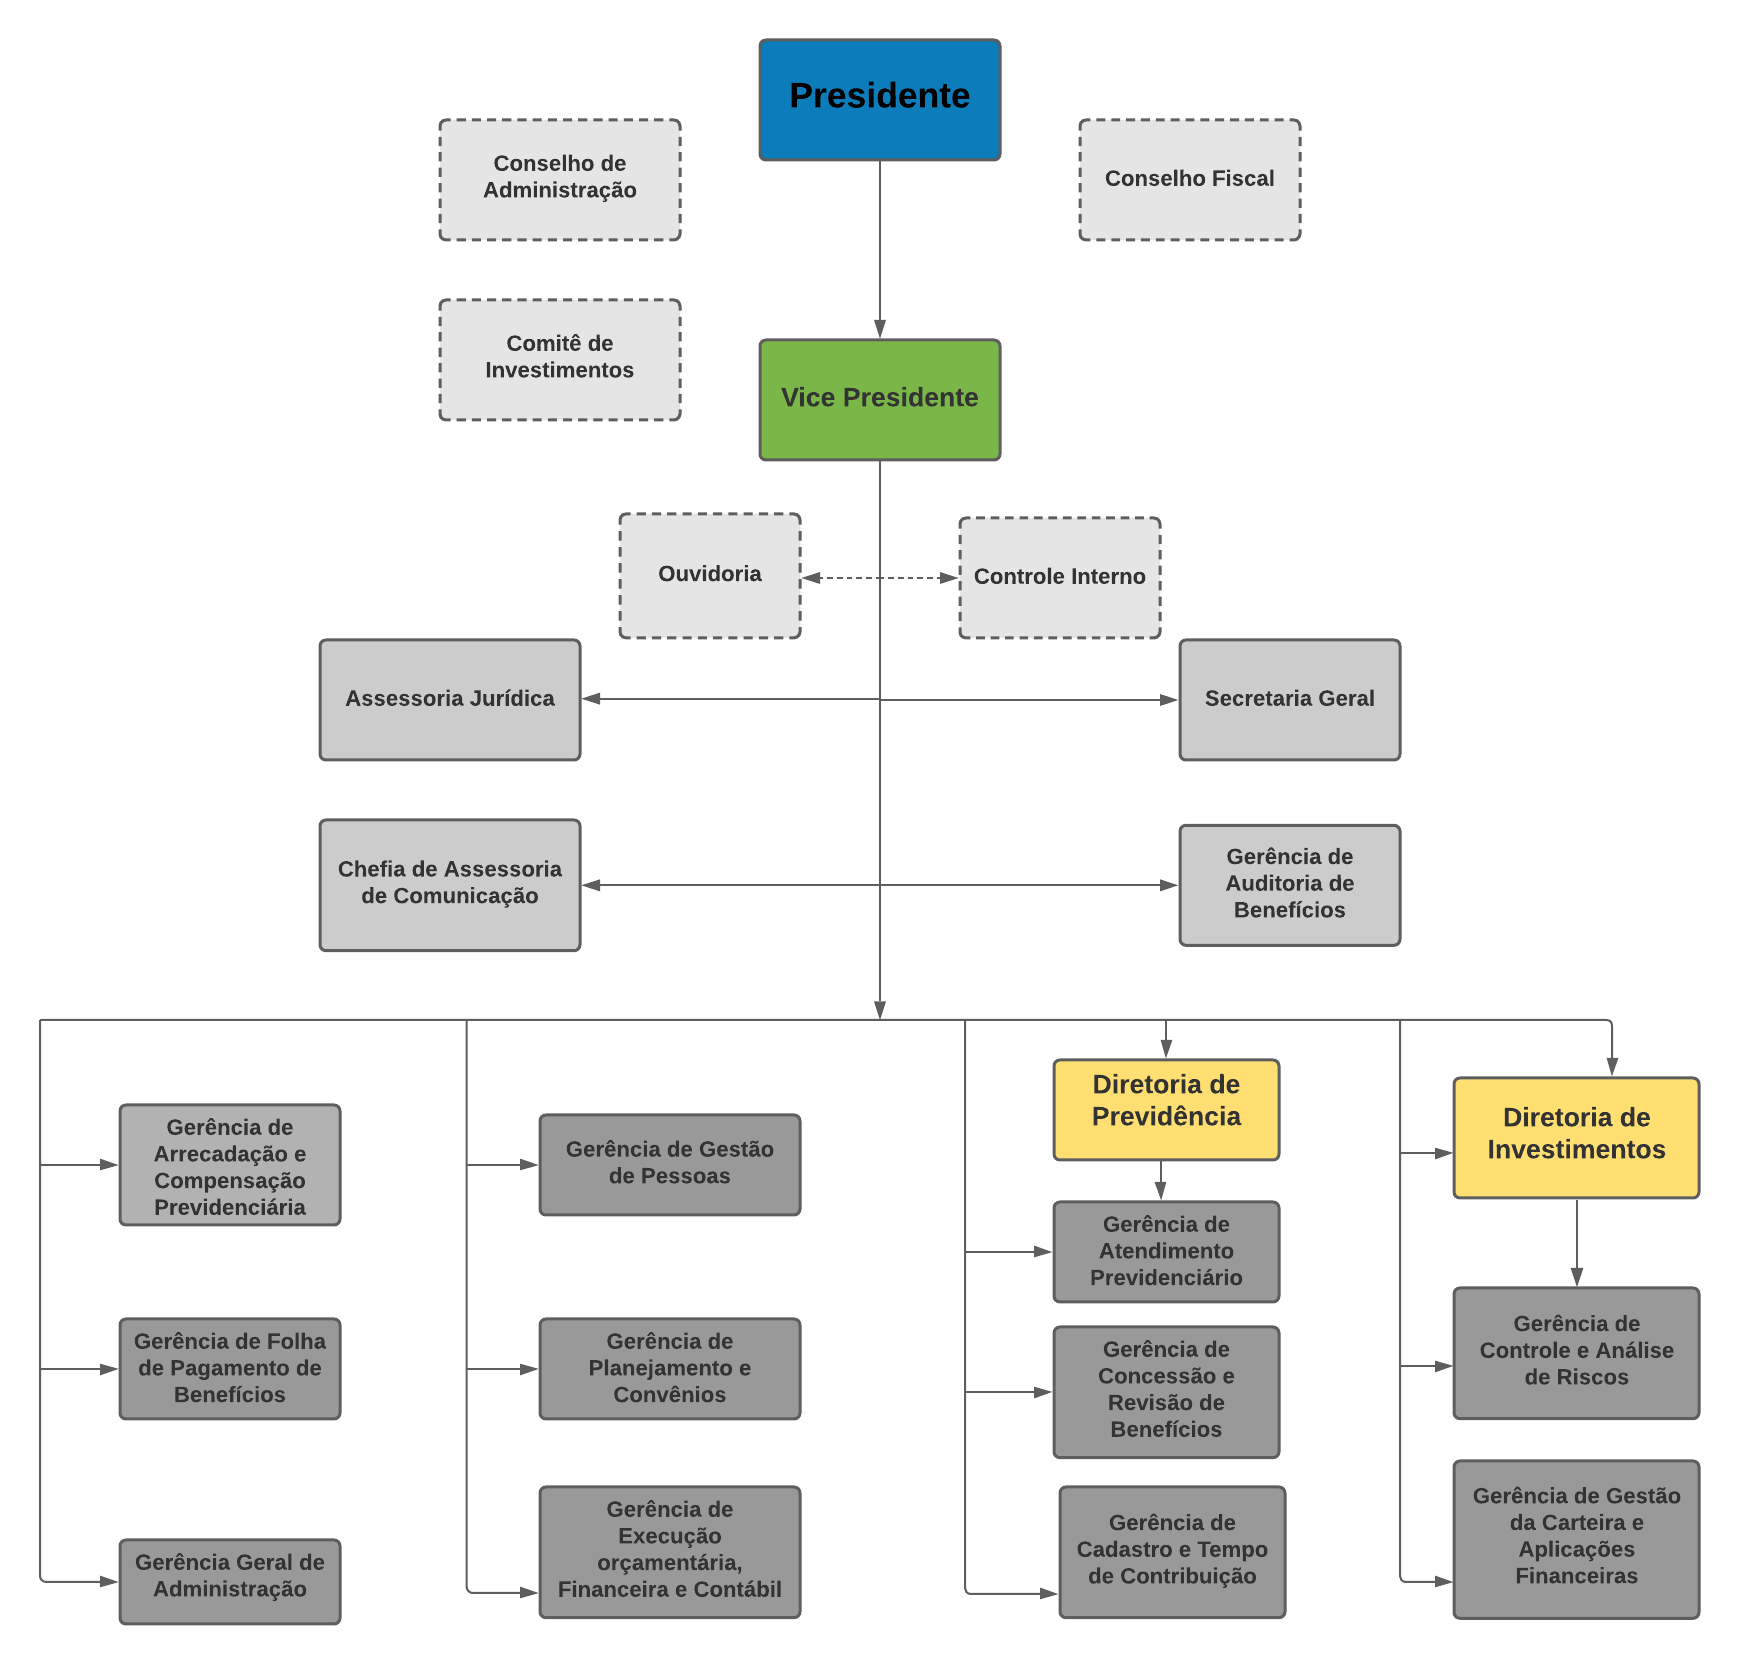 Presidente
Conselho de
Administração
Conselho Fiscal
Comitê de
Investimentos
Vice Presidente
Ouvidoria
Controle Interno
Assessoria Jurídica
Secretaria Geral
Chefia de Assessoria
de Comunicação
Gerência de
Auditoria de
Benefícios
Gerência de
Arrecadação e
Compensação
Previdenciária
Gerência de Folha
de Pagamento de
Benefícios
Gerência Geral de
Administração
Gerência de Gestão
de Pessoas
Gerência de
Planejamento e
Convênios
Gerência de
Execução
orçamentária,
Financeira e Contábil
Diretoria de
Previdência
Gerência de
Atendimento
Previdenciário
Gerência de
Concessão e
Revisão de
Benefícios
Gerência de
Cadastro e Tempo
de Contribuição
Diretoria de
Investimentos
Gerência de
Controle e Análise
de Riscos
Gerência de Gestão
da Carteira e
Aplicações
Financeiras